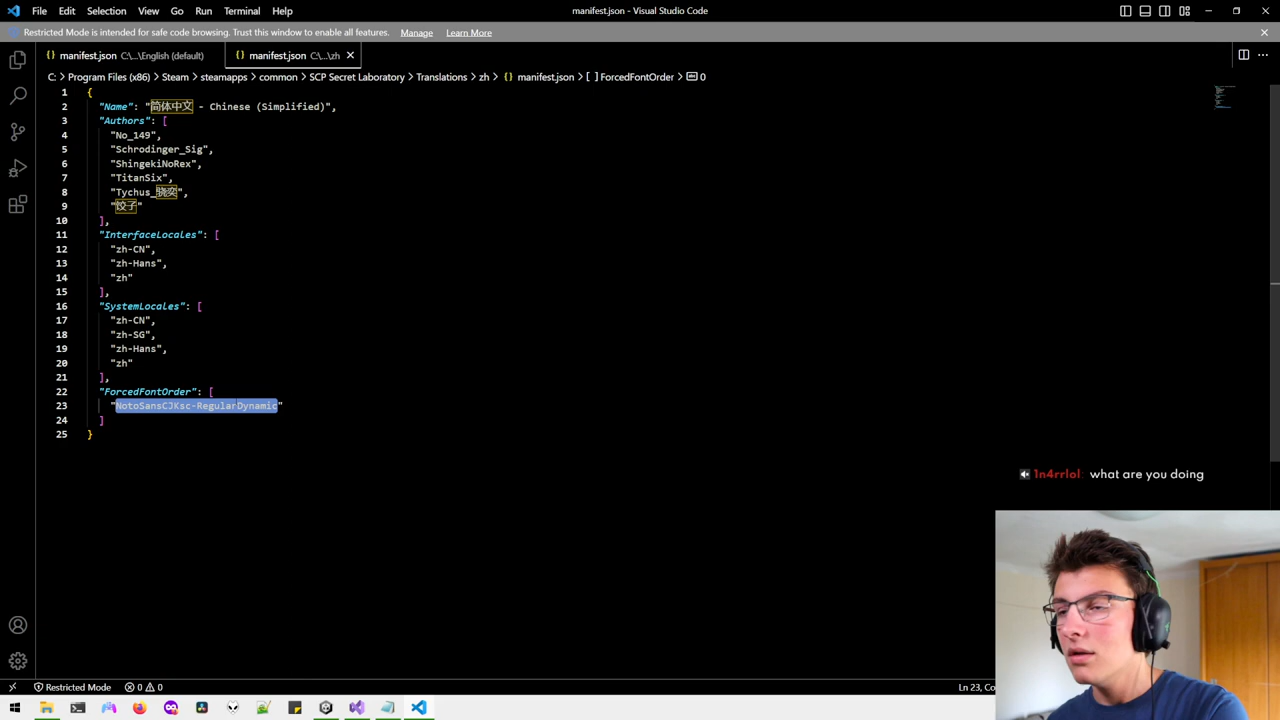 File Edit Selection View Go Run Terminal Help
manifest.json - Visual Studio Code
Restricted Mode is intended for safe code browsing. Trust this window to enable all features. Manage Learn More
manifest.json C:\...\English (default)
manifest.json C:\...\zh
C: > Program Files (x86) > Steam > steamapps > common > SCP Secret Laboratory > Translations > zh > {} manifest.json > [ ] ForcedFontOrder > 0
1 {
2 "Name": "简体中文 - Chinese (Simplified)",
3 "Authors": [
4 "No_149",
5 "Schrodinger_Sig",
6 "ShingekiNoRex",
7 "TitanSix",
8 "Tychus_骁奕",
9 "饺子"
10 ],
11 "InterfaceLocales": [
12 "zh-CN",
13 "zh-Hans",
14 "zh"
15 ],
16 "SystemLocales": [
17 "zh-CN",
18 "zh-SG",
19 "zh-Hans",
20 "zh"
21 ],
22 "ForcedFontOrder": [
23 "NotoSansCJKsc-RegularDynamic"
24 ]
25 }
1n4rrlol: what are you doing
Restricted Mode 0 0
Ln 23,